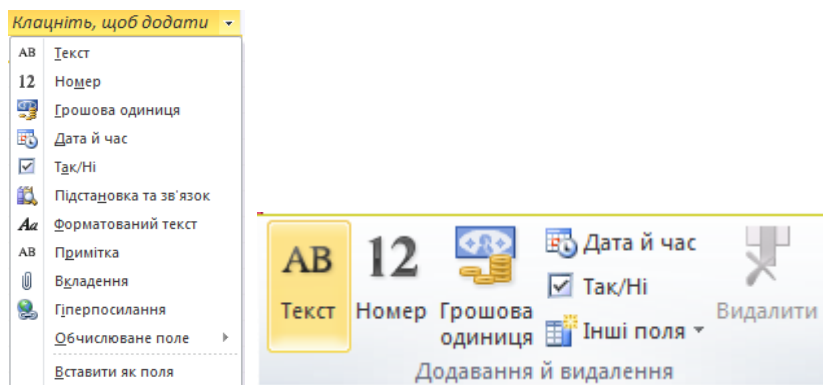 Клацніть, щоб додати
AB Текст
12 Номер
Грошова одиниця
Дата й час
Так/Ні
Підстановка та зв'язок
Aa Форматований текст
AB Примітка
Вкладення
Гіперпосилання
Обчислюване поле
Вставити як поля
AB
Текст
12
Номер
Грошова
одиниця
Дата й час
Так/Ні
Інші поля
Видалити
Додавання й видалення